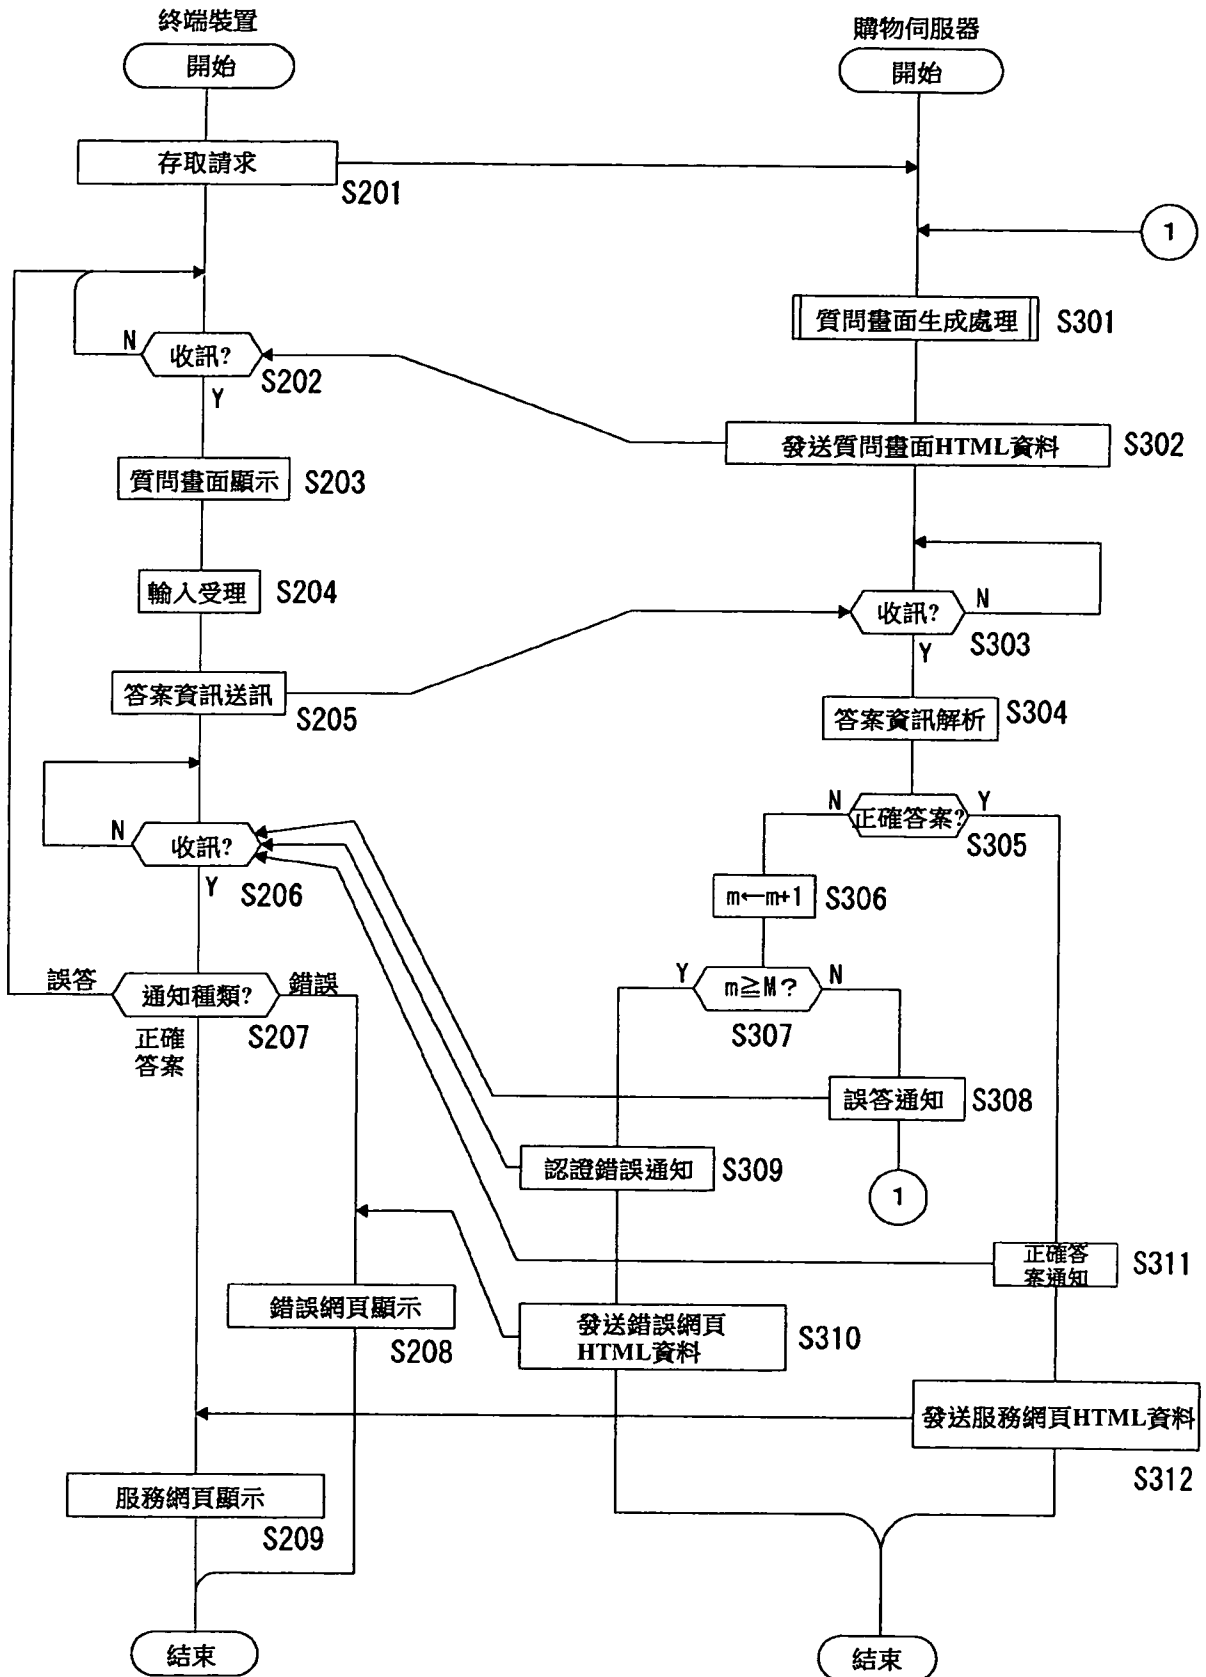 終端裝置
開始
存取請求
S201
N
收訊?
S202
Y
質問畫面顯示
S203
輸入受理
S204
答案資訊送訊
S205
N
收訊?
Y
S206
誤答
通知種類?
錯誤
S207
正確
答案
錯誤網頁顯示
S208
服務網頁顯示
S209
結束
購物伺服器
開始
1
質問畫面生成處理
S301
發送質問畫面HTML資料
S302
收訊?
N
S303
Y
答案資訊解析
S304
N
正確答案?
Y
S305
m←m+1
S306
Y
m≧M?
N
S307
誤答通知
S308
1
認證錯誤通知
S309
發送錯誤網頁
HTML資料
S310
正確答
案通知
S311
發送服務網頁HTML資料
S312
結束